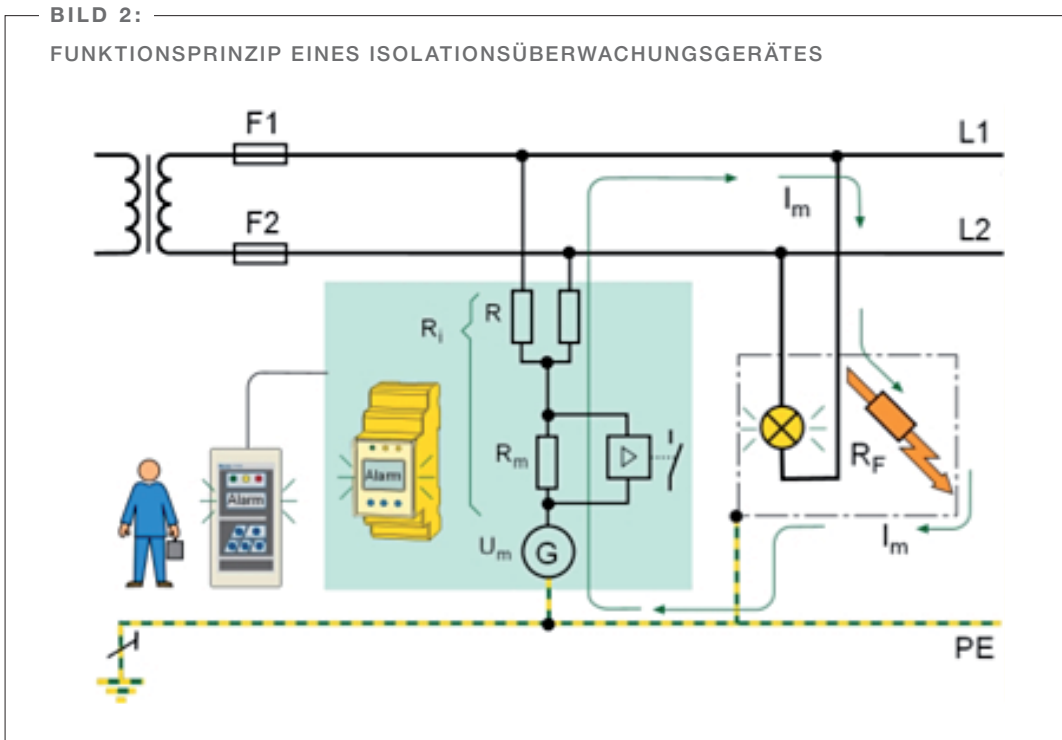 BILD 2:
FUNKTIONSPRINZIP EINES ISOLATIONSÜBERWACHUNGSGERÄTES
F1
L1
Im
F2
L2
R
Ri
Rm
Alarm
Alarm
RF
Um
G
Im
PE